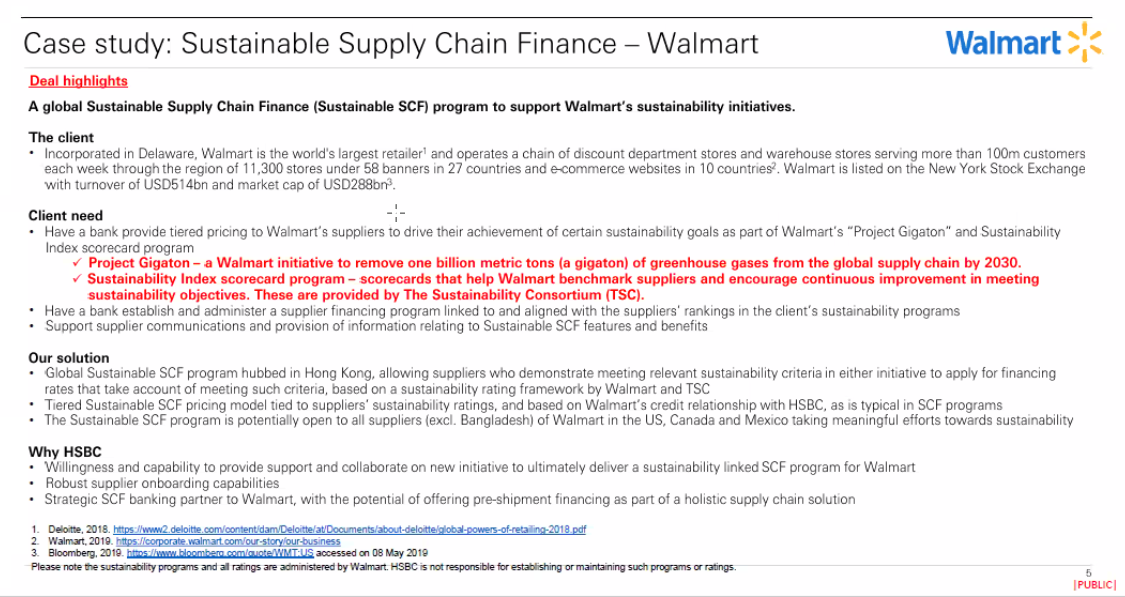 Case study: Sustainable Supply Chain Finance – Walmart
Walmart
Deal highlights
A global Sustainable Supply Chain Finance (Sustainable SCF) program to support Walmart's sustainability initiatives.
The client
• Incorporated in Delaware, Walmart is the world's largest retailer¹ and operates a chain of discount department stores and warehouse stores serving more than 100m customers
each week through the region of 11,300 stores under 58 banners in 27 countries and e-commerce websites in 10 countries². Walmart is listed on the New York Stock Exchange
with turnover of USD514bn and market cap of USD288bn³.
Client need
• Have a bank provide tiered pricing to Walmart's suppliers to drive their achievement of certain sustainability goals as part of Walmart's "Project Gigaton" and Sustainability
Index scorecard program
✓ Project Gigaton – a Walmart initiative to remove one billion metric tons (a gigaton) of greenhouse gases from the global supply chain by 2030.
✓ Sustainability Index scorecard program – scorecards that help Walmart benchmark suppliers and encourage continuous improvement in meeting
sustainability objectives. These are provided by The Sustainability Consortium (TSC).
• Have a bank establish and administer a supplier financing program linked to and aligned with the suppliers' rankings in the client's sustainability programs
• Support supplier communications and provision of information relating to Sustainable SCF features and benefits
Our solution
• Global Sustainable SCF program hubbed in Hong Kong, allowing suppliers who demonstrate meeting relevant sustainability criteria in either initiative to apply for financing
rates that take account of meeting such criteria, based on a sustainability rating framework by Walmart and TSC
• Tiered Sustainable SCF pricing model tied to suppliers' sustainability ratings, and based on Walmart's credit relationship with HSBC, as is typical in SCF programs
• The Sustainable SCF program is potentially open to all suppliers (excl. Bangladesh) of Walmart in the US, Canada and Mexico taking meaningful efforts towards sustainability
Why HSBC
• Willingness and capability to provide support and collaborate on new initiative to ultimately deliver a sustainability linked SCF program for Walmart
• Robust supplier onboarding capabilities
• Strategic SCF banking partner to Walmart, with the potential of offering pre-shipment financing as part of a holistic supply chain solution
1. Deloitte, 2018. https://www2.deloitte.com/content/dam/Deloitte/at/Documents/about-deloitte/global-powers-of-retailing-2018.pdf
2. Walmart, 2019. https://corporate.walmart.com/our-story/our-business
3. Bloomberg, 2019. https://www.bloomberg.com/quote/WMT:US accessed on 08 May 2019
Please note the sustainability programs and all ratings are administered by Walmart. HSBC is not responsible for establishing or maintaining such programs or ratings.
5
|PUBLIC|